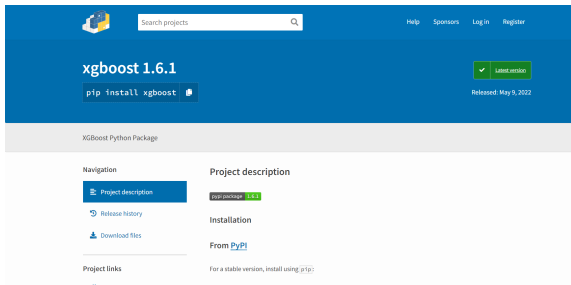 Search projects
Help Sponsors Log in Register
xgboost 1.6.1
Latest version
pip install xgboost
Released: May 9, 2022
XGBoost Python Package
Navigation
Project description
Release history
Download files
Project links
Project description
pypi package 1.6.1
Installation
From PyPI
For a stable version, install using pip: